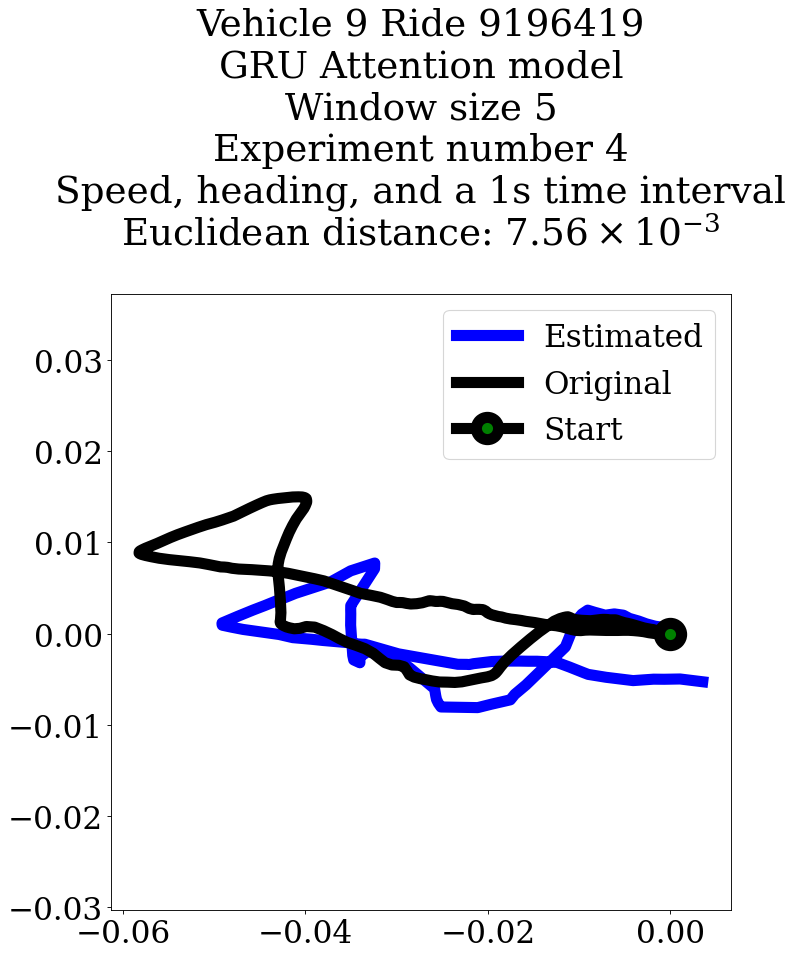 Vehicle 9 Ride 9196419
GRU Attention model
Window size 5
Experiment number 4
Speed, heading, and a 1s time interval
Euclidean distance: 7.56 × 10⁻³
Estimated
Original
Start
0.03
0.02
0.01
0.00
−0.01
−0.02
−0.03
−0.06
−0.04
−0.02
0.00